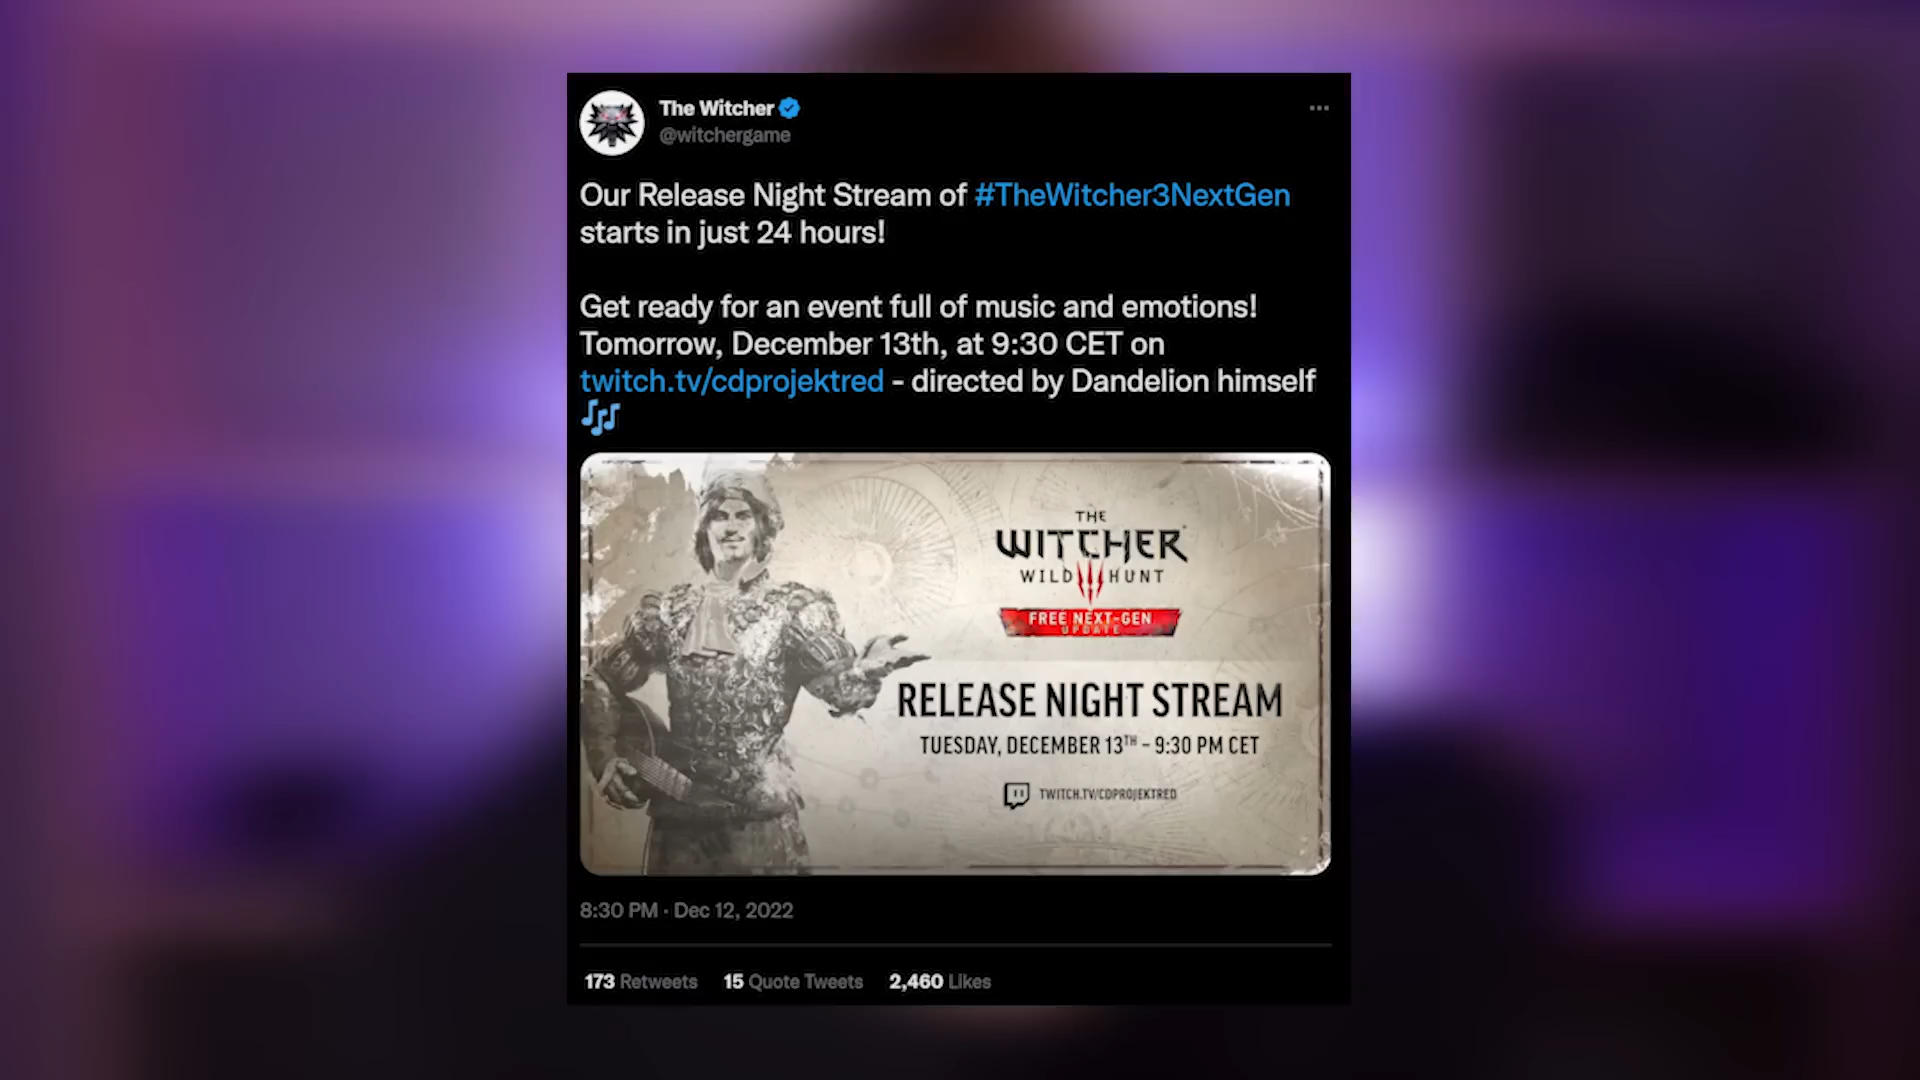 The Witcher
@witchergame
Our Release Night Stream of #TheWitcher3NextGen
starts in just 24 hours!
Get ready for an event full of music and emotions!
Tomorrow, December 13th, at 9:30 CET on
twitch.tv/cdprojektred - directed by Dandelion himself
🎶
THE
WITCHER
WILD III HUNT
FREE NEXT-GEN
UPDATE
RELEASE NIGHT STREAM
TUESDAY, DECEMBER 13TH - 9:30 PM CET
TWITCH.TV/CDPROJEKTRED
8:30 PM · Dec 12, 2022
173 Retweets 15 Quote Tweets 2,460 Likes